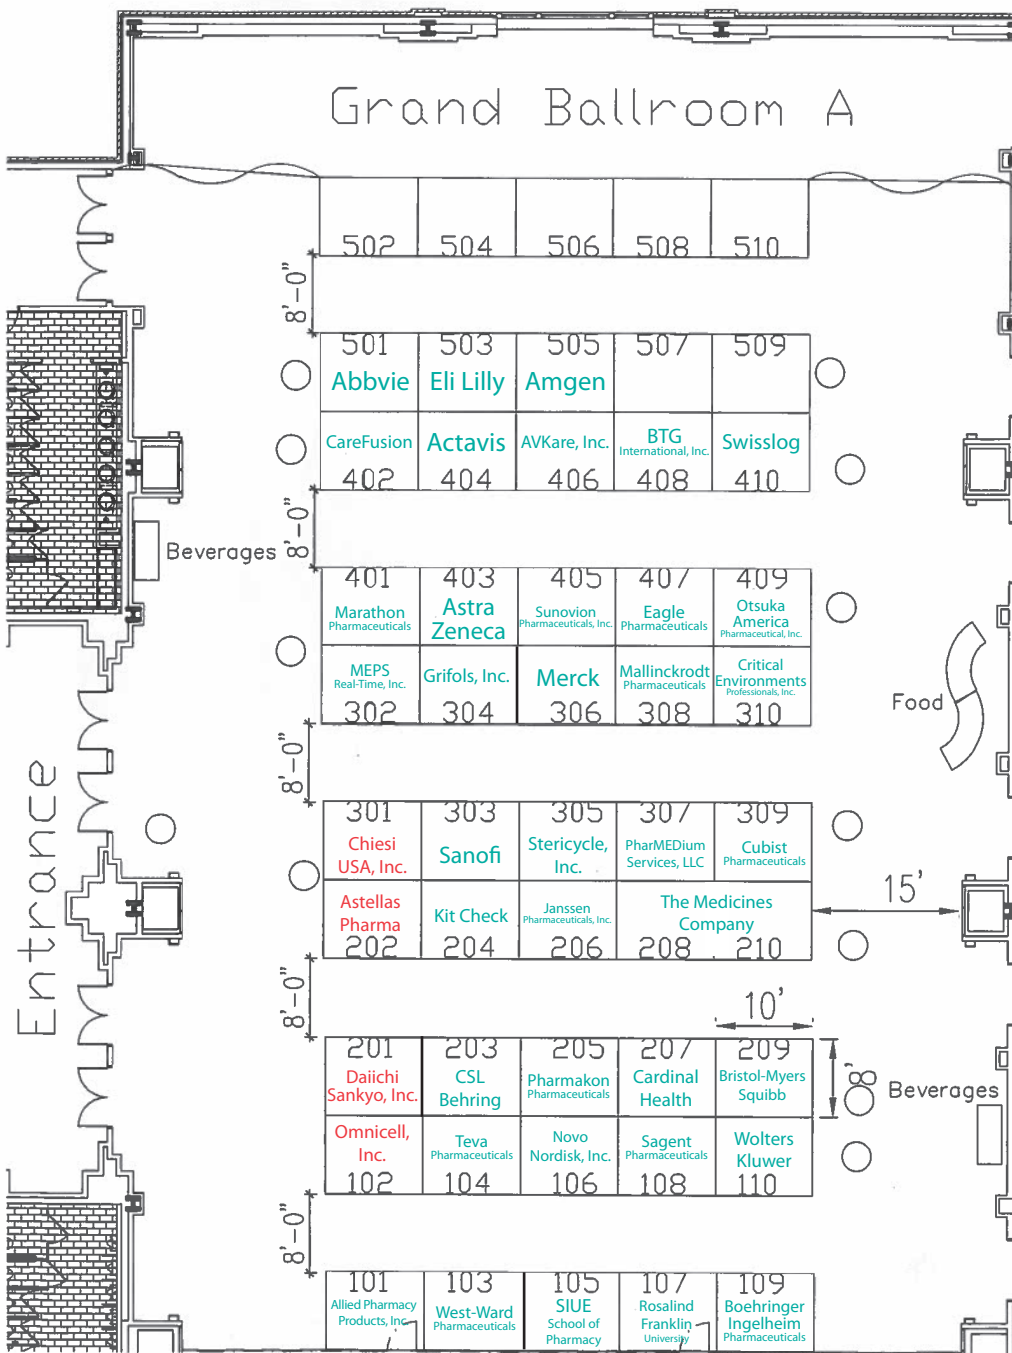 Grand Ballroom A
502 504 506 508 510
8'-0"
501 503 505 507 509
Abbvie Eli Lilly Amgen
CareFusion Actavis AVKare, Inc. BTG International, Inc. Swisslog
402 404 406 408 410
8'-0"
Beverages
401 403 405 407 409
Marathon Pharmaceuticals Astra Zeneca Sunovion Pharmaceuticals, Inc. Eagle Pharmaceuticals Otsuka America Pharmaceutical, Inc.
MEPS Real-Time, Inc. Grifols, Inc. Merck Mallinckrodt Pharmaceuticals Critical Environments Professionals, Inc.
302 304 306 308 310
Food
8'-0"
Entrance
301 303 305 307 309
Chiesi USA, Inc. Sanofi Stericycle, Inc. PharMEDium Services, LLC Cubist Pharmaceuticals
Astellas Pharma Kit Check Janssen Pharmaceuticals, Inc. The Medicines Company
202 204 206 208 210
15'
8'-0"
10'
201 203 205 207 209
Daiichi Sankyo, Inc. CSL Behring Pharmakon Pharmaceuticals Cardinal Health Bristol-Myers Squibb
8'
Beverages
Omnicell, Inc. Teva Pharmaceuticals Novo Nordisk, Inc. Sagent Pharmaceuticals Wolters Kluwer
102 104 106 108 110
8'-0"
101 103 105 107 109
Allied Pharmacy Products, Inc. West-Ward Pharmaceuticals SIUE School of Pharmacy Rosalind Franklin University Boehringer Ingelheim Pharmaceuticals